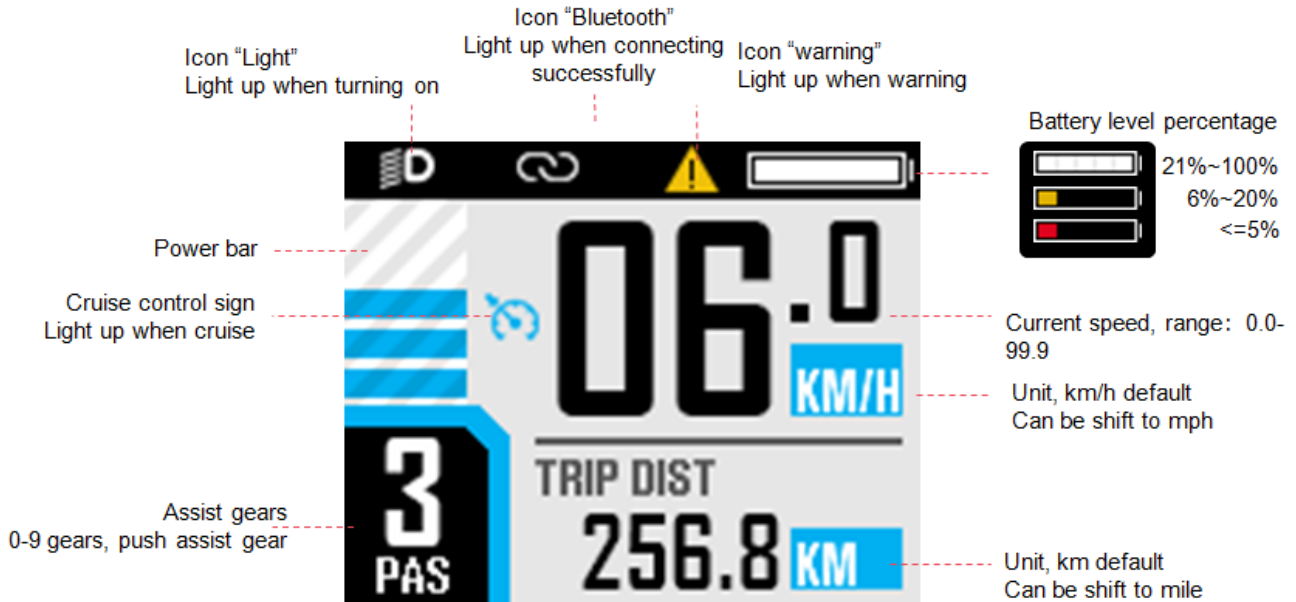 Icon “Bluetooth”
Light up when connecting
successfully
Icon “Light”
Light up when turning on
Icon “warning”
Light up when warning
Battery level percentage
21%~100%
6%~20%
<=5%
Power bar
Cruise control sign
Light up when cruise
06.0
KM/H
Current speed, range: 0.0-
99.9
Unit, km/h default
Can be shift to mph
Assist gears
0-9 gears, push assist gear
3
PAS
TRIP DIST
256.8 KM
Unit, km default
Can be shift to mile